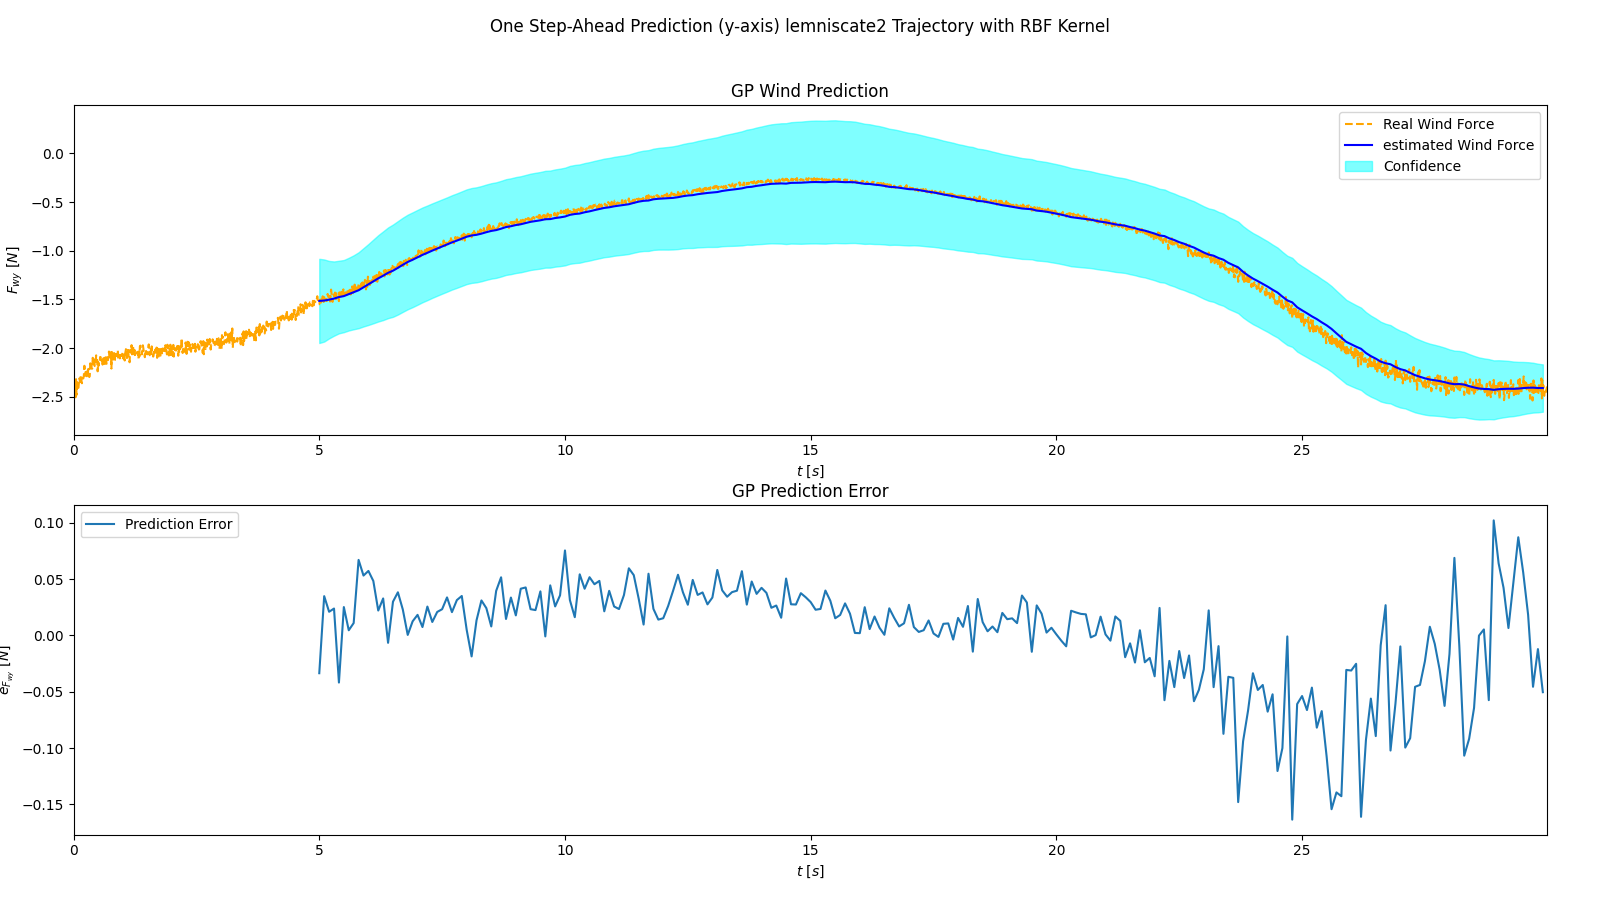 One Step-Ahead Prediction (y-axis) lemniscate2 Trajectory with RBF Kernel
GP Wind Prediction
Real Wind Force
estimated Wind Force
Confidence
0.0
−0.5
−1.0
−1.5
−2.0
−2.5
F_wy [N]
0 5 10 15 20 25
t [s]
GP Prediction Error
Prediction Error
0.10
0.05
0.00
−0.05
−0.10
−0.15
e_F_wy [N]
0 5 10 15 20 25
t [s]